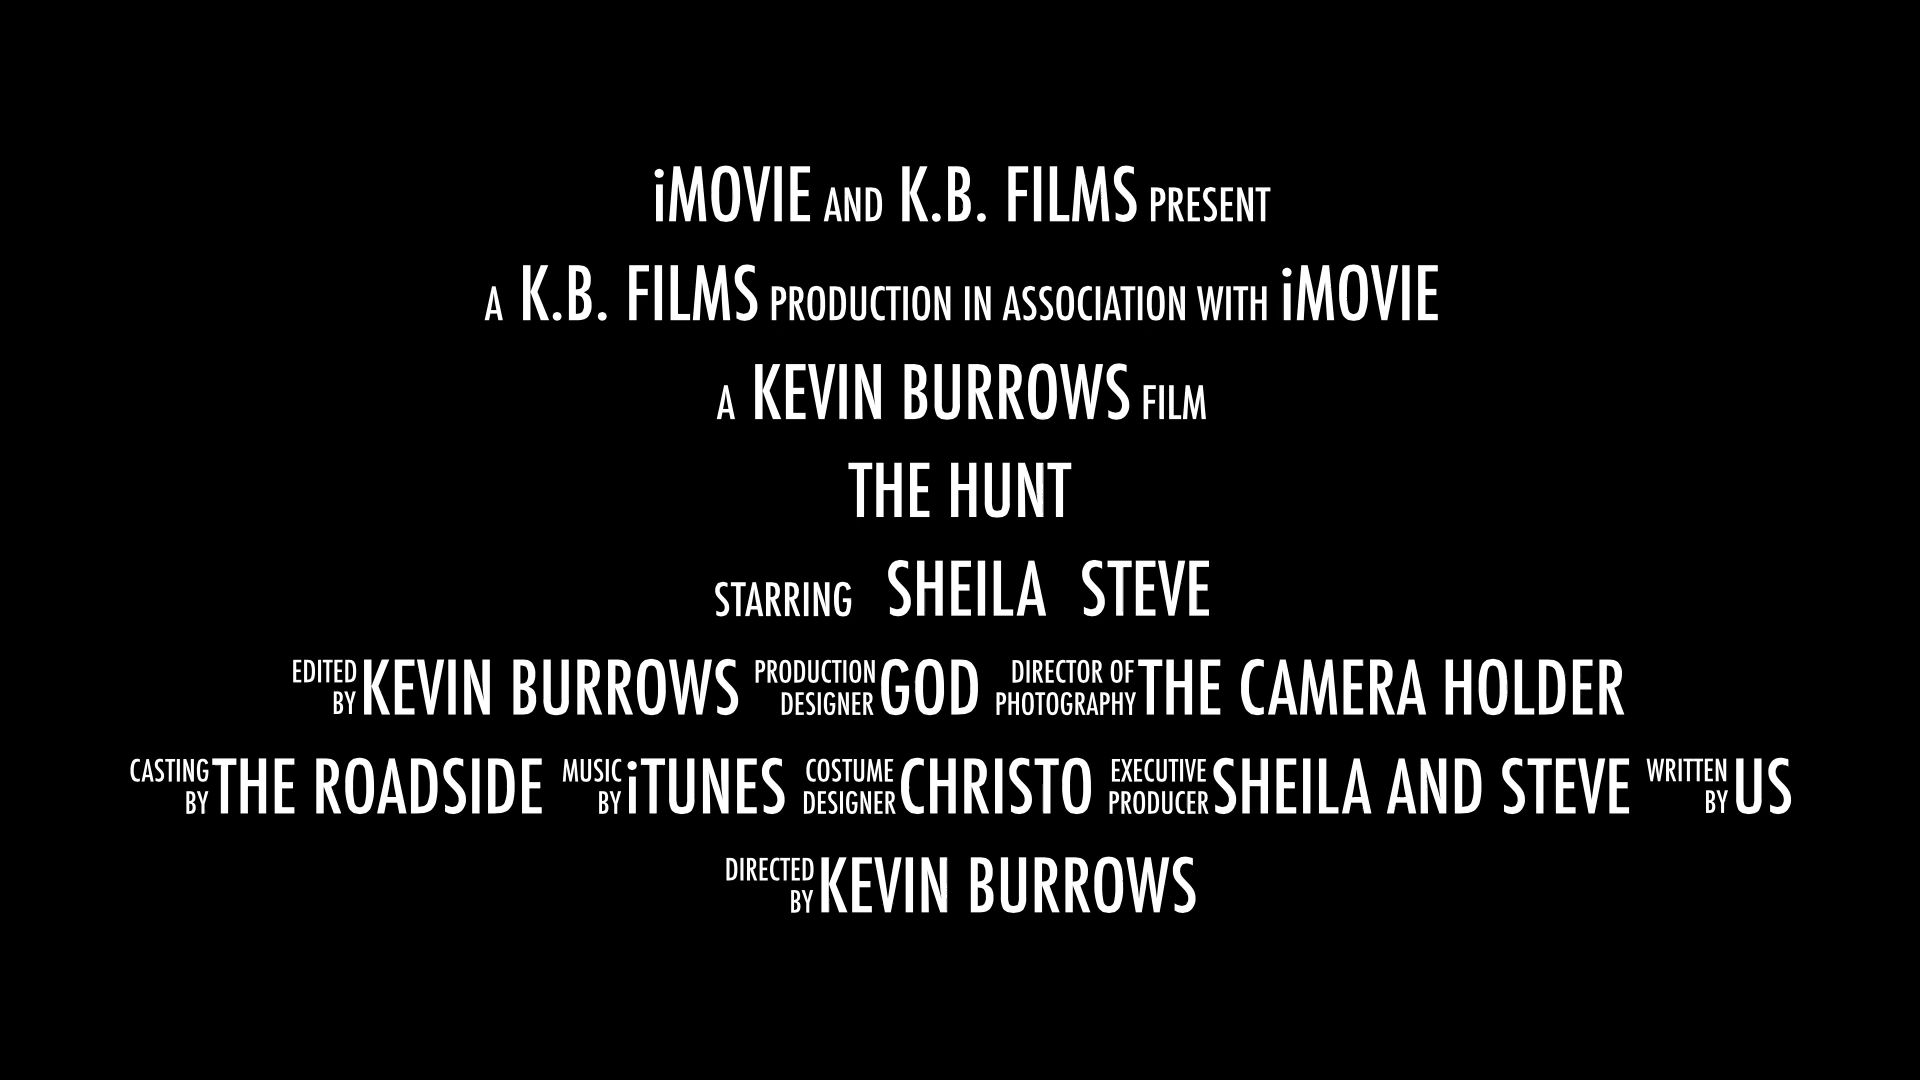 iMOVIE AND K.B. FILMS PRESENT
A K.B. FILMS PRODUCTION IN ASSOCIATION WITH iMOVIE
A KEVIN BURROWS FILM
THE HUNT
STARRING SHEILA STEVE
EDITED BY KEVIN BURROWS PRODUCTION DESIGNER GOD DIRECTOR OF PHOTOGRAPHY THE CAMERA HOLDER
CASTING BY THE ROADSIDE MUSIC BY iTUNES COSTUME DESIGNER CHRISTO EXECUTIVE PRODUCER SHEILA AND STEVE WRITTEN BY US
DIRECTED BY KEVIN BURROWS